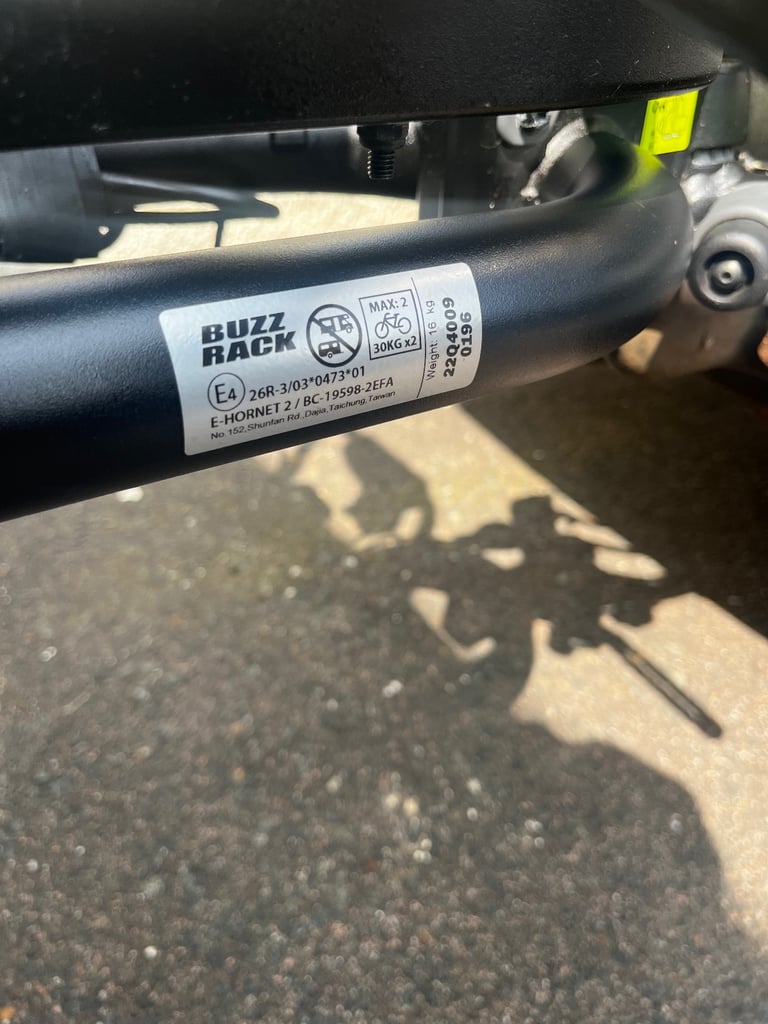 BUZZ
RACK
MAX: 2
30KG x2
E4 26R-3/03*0473*01
E-HORNET 2 / BC-19598-2EFA
No.152,Shunfan Rd.,Dajia,Taichung,Taiwan
Weight: 16 kg
22Q4009
0196